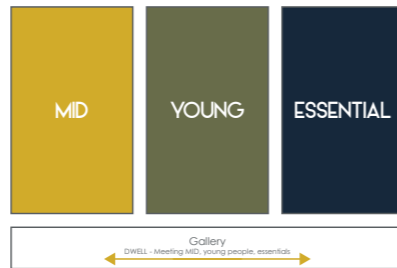 MID
YOUNG
ESSENTIAL
Gallery
DWELL - Meeting MID, young people, essentials